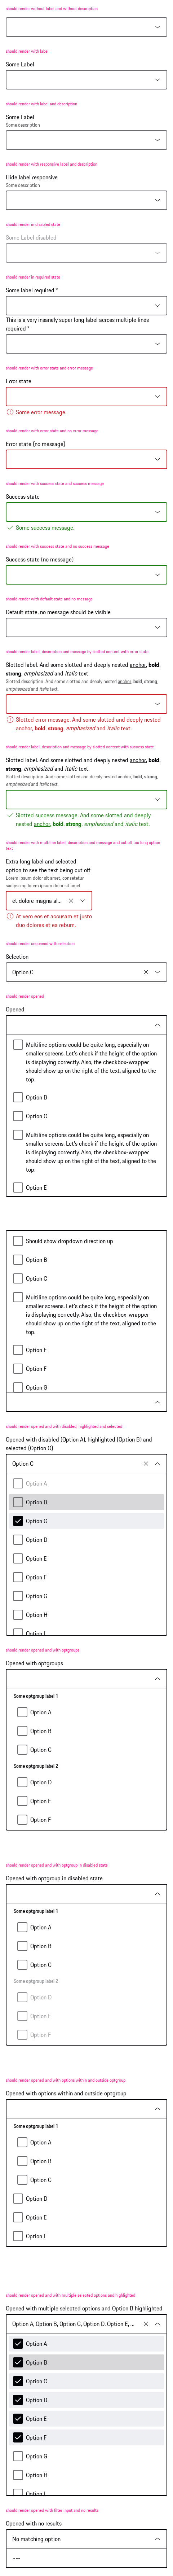 should render without label and without description
should render with label
Some Label
should render with label and description
Some Label
Some description
should render with responsive label and description
Hide label responsive
Some description
should render in disabled state
Some Label disabled
should render in required state
Some label required *
This is a very insanely super long label across multiple lines
required *
should render with error state and error message
Error state
Some error message.
should render with error state and no error message
Error state (no message)
should render with success state and success message
Success state
Some success message.
should render with success state and no success message
Success state (no message)
should render with default state and no message
Default state, no message should be visible
should render label, description and message by slotted content with error state
Slotted label. And some slotted and deeply nested anchor, bold,
strong, emphasized and italic text.
Slotted description. And some slotted and deeply nested anchor, bold, strong,
emphasized and italic text.
Slotted error message. And some slotted and deeply nested
anchor, bold, strong, emphasized and italic text.
should render label, description and message by slotted content with success state
Slotted label. And some slotted and deeply nested anchor, bold,
strong, emphasized and italic text.
Slotted description. And some slotted and deeply nested anchor, bold, strong,
emphasized and italic text.
Slotted success message. And some slotted and deeply
nested anchor, bold, strong, emphasized and italic text.
should render with multiline label, description and message and cut off too long option
text
Extra long label and selected
option to see the text being cut off
Lorem ipsum dolor sit amet, consetetur
sadipscing lorem ipsum dolor sit amet
et dolore magna al...
At vero eos et accusam et justo
duo dolores et ea rebum.
should render unopened with selection
Selection
Option C
should render opened
Opened
Multiline options could be quite long, especially on
smaller screens. Let's check if the height of the option
is displaying correctly. Also, the checkbox-wrapper
should show up on the right of the text, aligned to the
top.
Option B
Option C
Multiline options could be quite long, especially on
smaller screens. Let's check if the height of the option
is displaying correctly. Also, the checkbox-wrapper
should show up on the right of the text, aligned to the
top.
Option E
Should show dropdown direction up
Option B
Option C
Multiline options could be quite long, especially on
smaller screens. Let's check if the height of the option
is displaying correctly. Also, the checkbox-wrapper
should show up on the right of the text, aligned to the
top.
Option E
Option F
Option G
should render opened and with disabled, highlighted and selected
Opened with disabled (Option A), highlighted (Option B) and
selected (Option C)
Option C
Option A
Option B
Option C
Option D
Option E
Option F
Option G
Option H
Option I
should render opened and with optgroups
Opened with optgroups
Some optgroup label 1
Option A
Option B
Option C
Some optgroup label 2
Option D
Option E
Option F
should render opened and with optgroup in disabled state
Opened with optgroup in disabled state
Some optgroup label 1
Option A
Option B
Option C
Some optgroup label 2
Option D
Option E
Option F
should render opened and with options within and outside optgroup
Opened with options within and outside optgroup
Some optgroup label 1
Option A
Option B
Option C
Option D
Option E
Option F
should render opened and with multiple selected options and highlighted
Opened with multiple selected options and Option B highlighted
Option A, Option B, Option C, Option D, Option E, ...
Option A
Option B
Option C
Option D
Option E
Option F
Option G
Option H
Option I
should render opened with filter input and no results
Opened with no results
No matching option
---